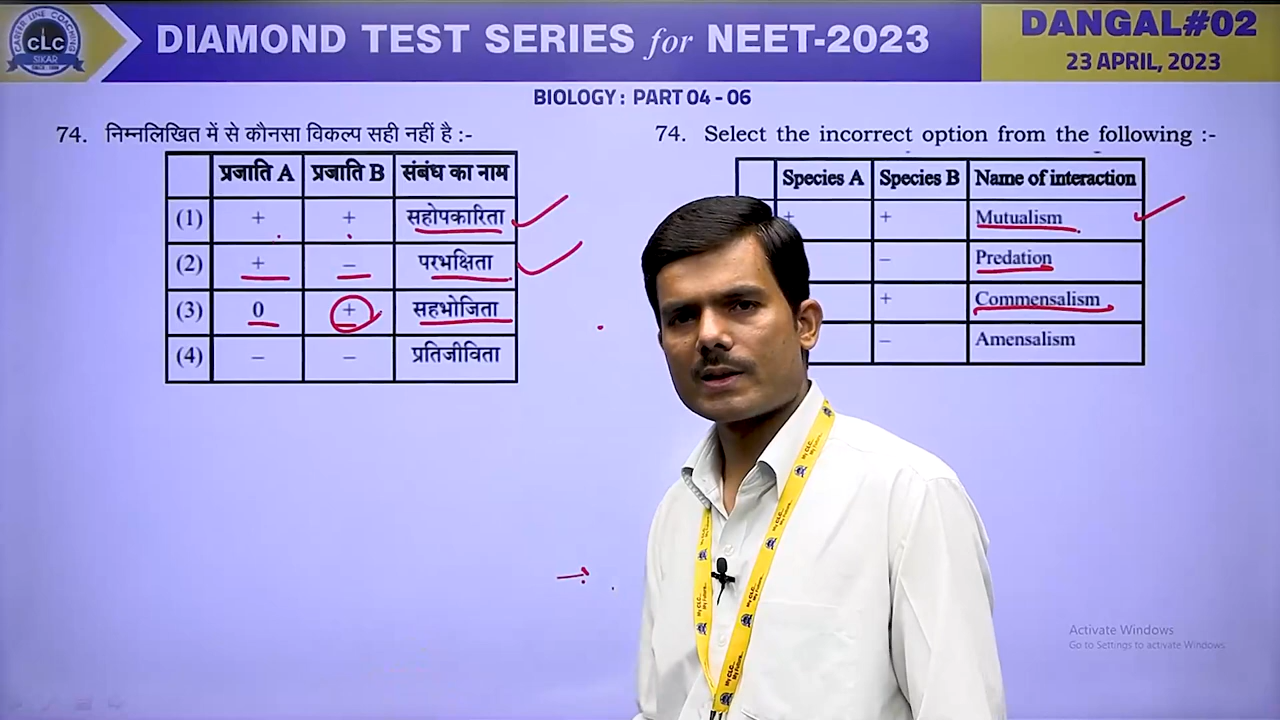 CLC
SIKAR
DIAMOND TEST SERIES for NEET-2023
DANGAL#02
23 APRIL, 2023
BIOLOGY : PART 04 - 06
74. निम्नलिखित में से कौनसा विकल्प सही नहीं है :-
प्रजाति A प्रजाति B संबंध का नाम
(1) + + सहोपकारिता
(2) + – परभक्षिता
(3) 0 + सहभोजिता
(4) – – प्रतिजीविता
74. Select the incorrect option from the following :-
Species A Species B Name of interaction
+ + Mutualism
– Predation
+ Commensalism
– Amensalism
Activate Windows
Go to Settings to activate Windows.